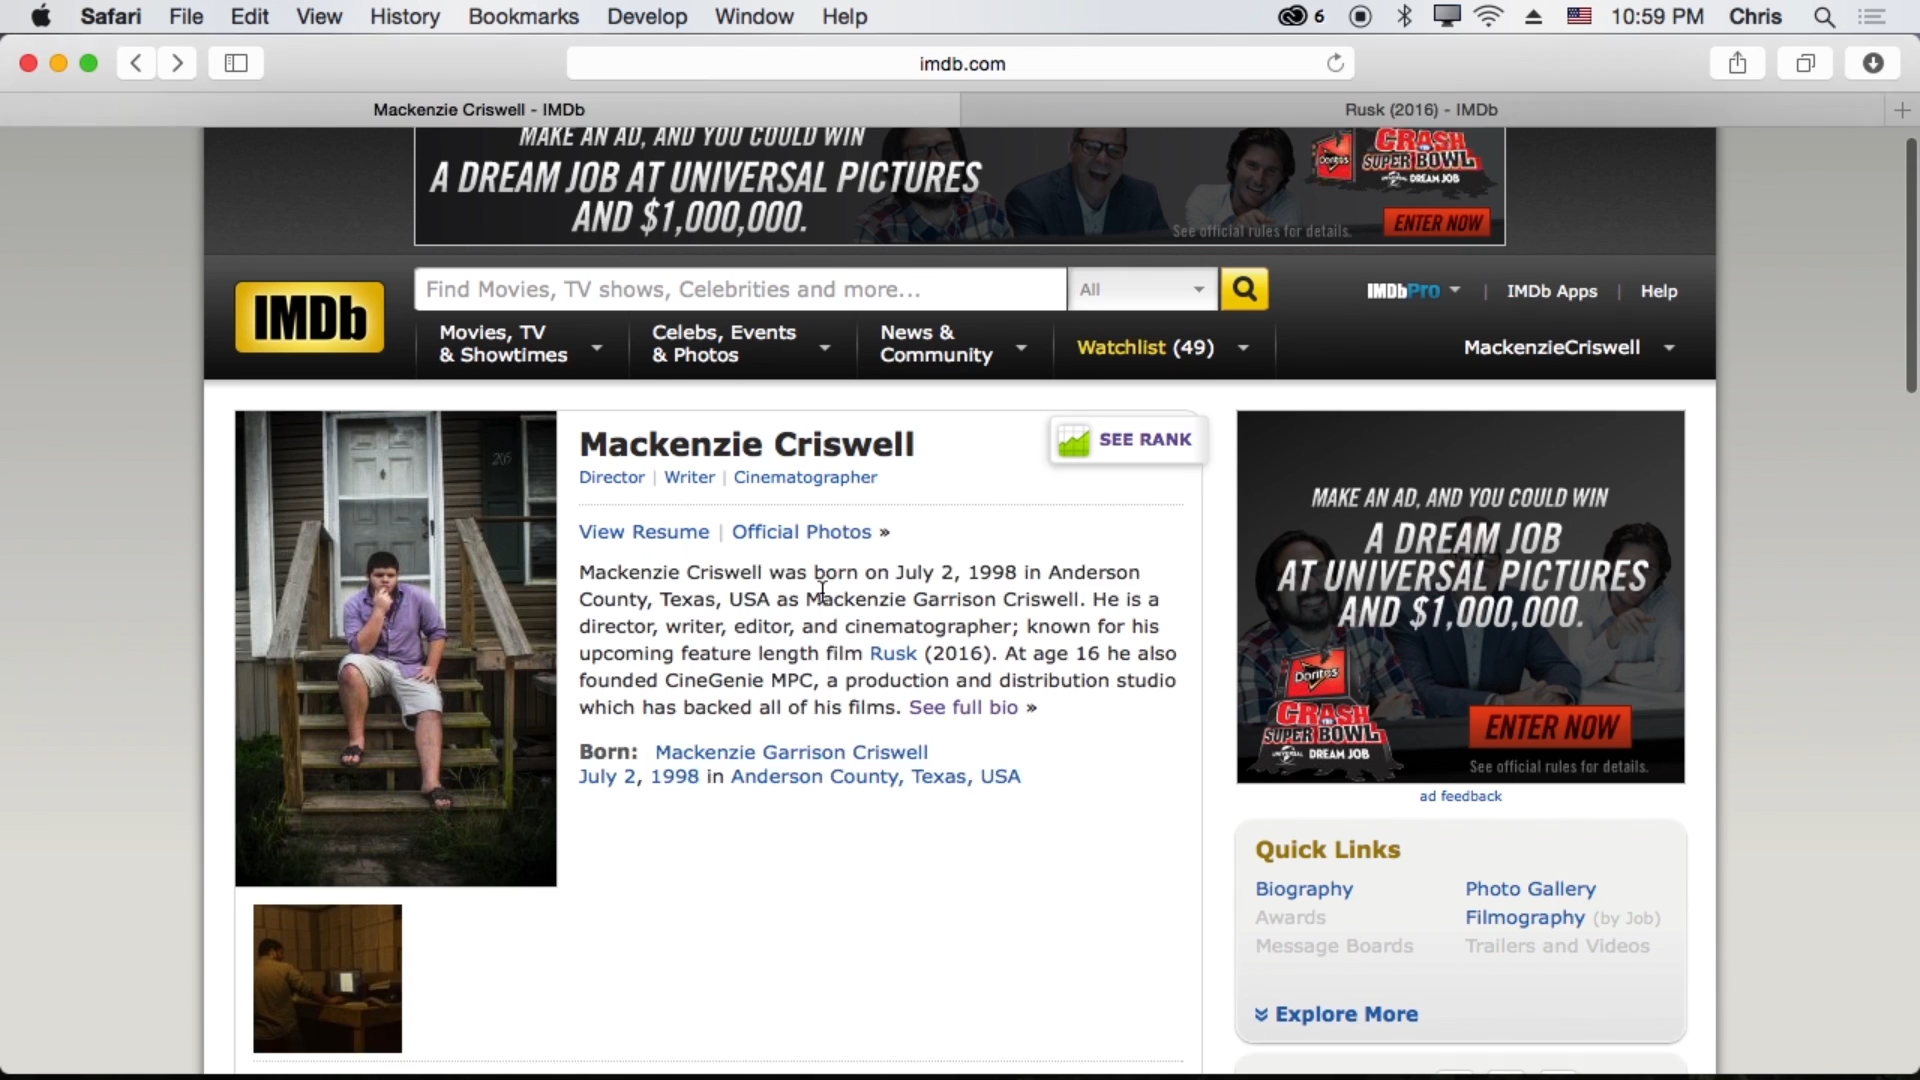 Safari File Edit View History Bookmarks Develop Window Help 6 10:59 PM Chris
imdb.com
Mackenzie Criswell - IMDb
Rusk (2016) - IMDb
MAKE AN AD, AND YOU COULD WIN
A DREAM JOB AT UNIVERSAL PICTURES
AND $1,000,000.
Doritos
CRASH
SUPER BOWL
DREAM JOB
See official rules for details.
ENTER NOW
IMDb
Find Movies, TV shows, Celebrities and more...
All
IMDbPro | IMDb Apps | Help
Movies, TV
& Showtimes
Celebs, Events
& Photos
News &
Community
Watchlist (49)
MackenzieCriswell
205
Mackenzie Criswell
SEE RANK
Director | Writer | Cinematographer
View Resume | Official Photos »
Mackenzie Criswell was born on July 2, 1998 in Anderson
County, Texas, USA as Mackenzie Garrison Criswell. He is a
director, writer, editor, and cinematographer; known for his
upcoming feature length film Rusk (2016). At age 16 he also
founded CineGenie MPC, a production and distribution studio
which has backed all of his films. See full bio »
Born: Mackenzie Garrison Criswell
July 2, 1998 in Anderson County, Texas, USA
MAKE AN AD, AND YOU COULD WIN
A DREAM JOB
AT UNIVERSAL PICTURES
AND $1,000,000.
Doritos
CRASH
SUPER BOWL
DREAM JOB
ENTER NOW
See official rules for details.
ad feedback
Quick Links
Biography
Photo Gallery
Awards
Filmography (by Job)
Message Boards
Trailers and Videos
Explore More